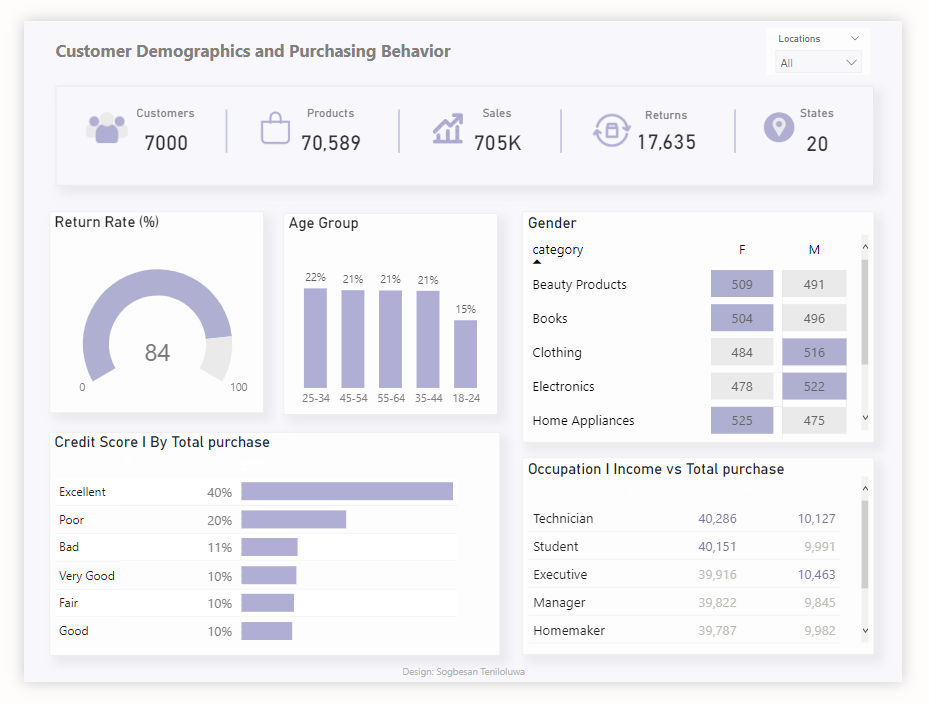 Customer Demographics and Purchasing Behavior
Locations
All
Customers
7000
Products
70,589
Sales
705K
Returns
17,635
States
20
Return Rate (%)
84
0
100
Age Group
22%
21%
21%
21%
15%
25-34
45-54
55-64
35-44
18-24
Gender
category F M
Beauty Products 509 491
Books 504 496
Clothing 484 516
Electronics 478 522
Home Appliances 525 475
Credit Score I By Total purchase
Excellent 40%
Poor 20%
Bad 11%
Very Good 10%
Fair 10%
Good 10%
Occupation I Income vs Total purchase
Technician 40,286 10,127
Student 40,151 9,991
Executive 39,916 10,463
Manager 39,822 9,845
Homemaker 39,787 9,982
Design: Sogbesan Teniloluwa